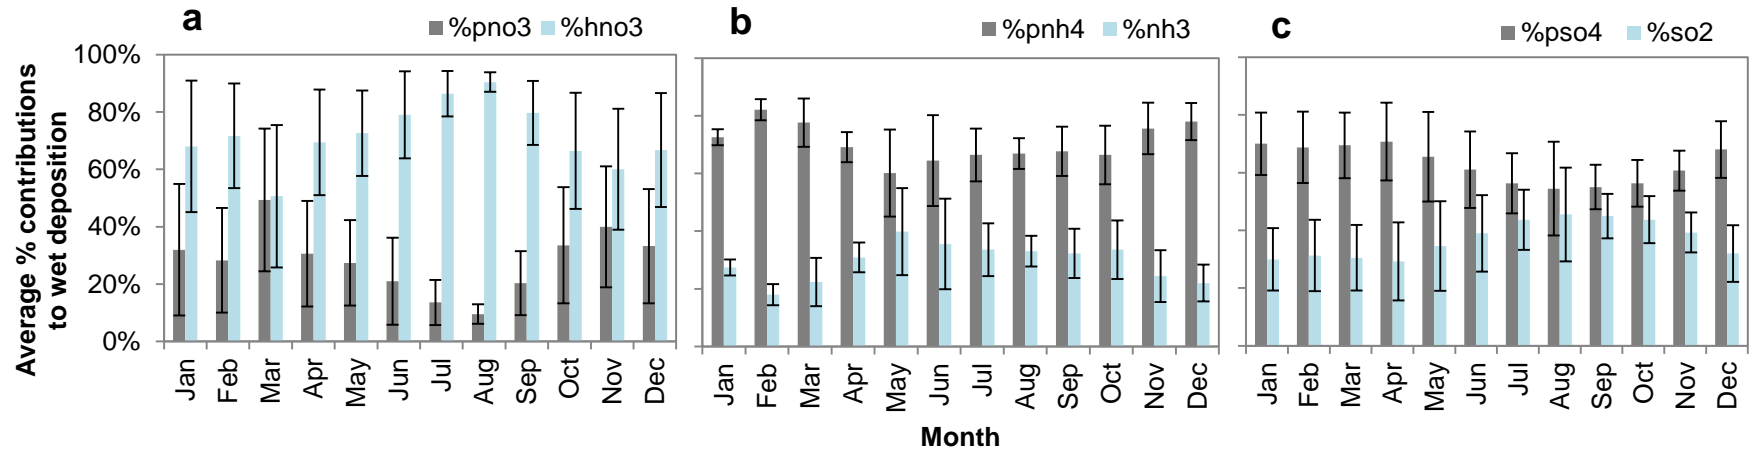 a
%pno3 %hno3
b
%pnh4 %nh3
c
%pso4 %so2
Average % contributions
to wet deposition
100%
80%
60%
40%
20%
0%
Jan Feb Mar Apr May Jun Jul Aug Sep Oct Nov Dec
Jan Feb Mar Apr May Jun Jul Aug Sep Oct Nov Dec
Jan Feb Mar Apr May Jun Jul Aug Sep Oct Nov Dec
Month